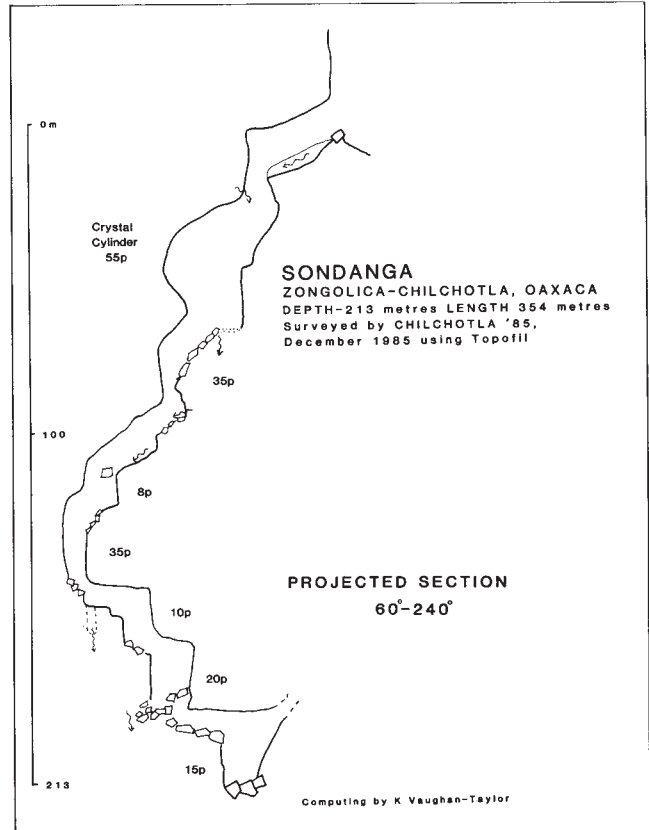 0m
Crystal
Cylinder
55p
SONDANGA
ZONGOLICA-CHILCHOTLA, OAXACA
DEPTH-213 metres LENGTH 354 metres
Surveyed by CHILCHOTLA '85,
December 1985 using Topofil
35p
100
8p
35p
PROJECTED SECTION
60°-240°
10p
20p
15p
213
Computing by K Vaughan-Taylor